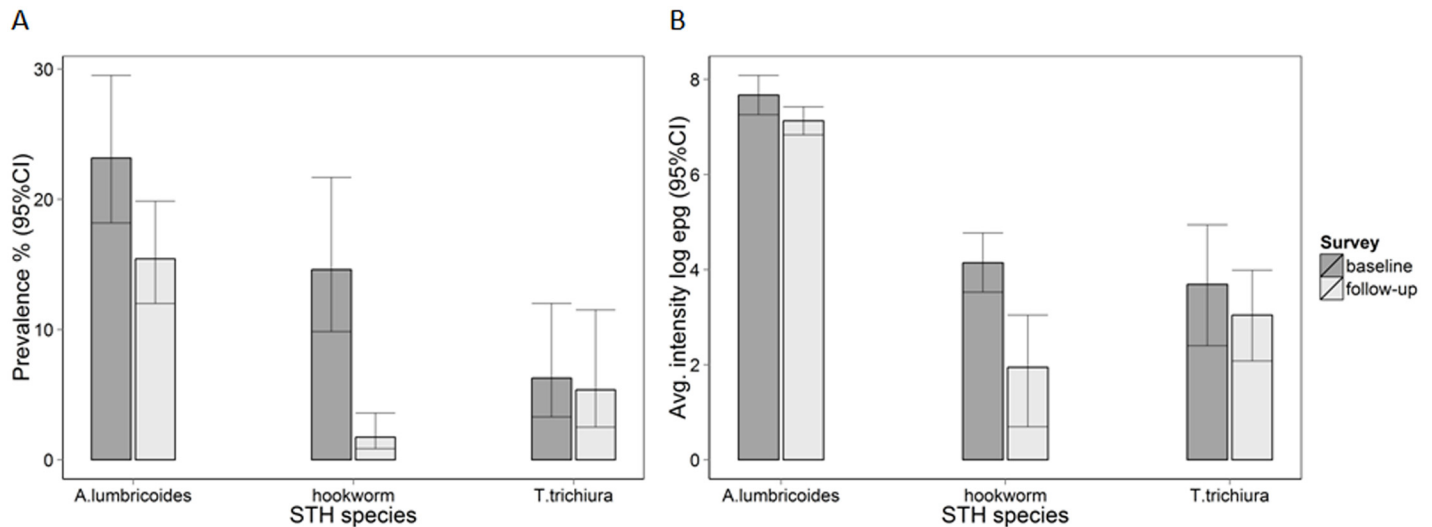 A
Prevalence % (95%CI)
30
20
10
0
A.lumbricoides hookworm T.trichiura
STH species
B
Avg. intensity log epg (95%CI)
8
6
4
2
0
A.lumbricoides hookworm T.trichiura
STH species
Survey
baseline
follow-up